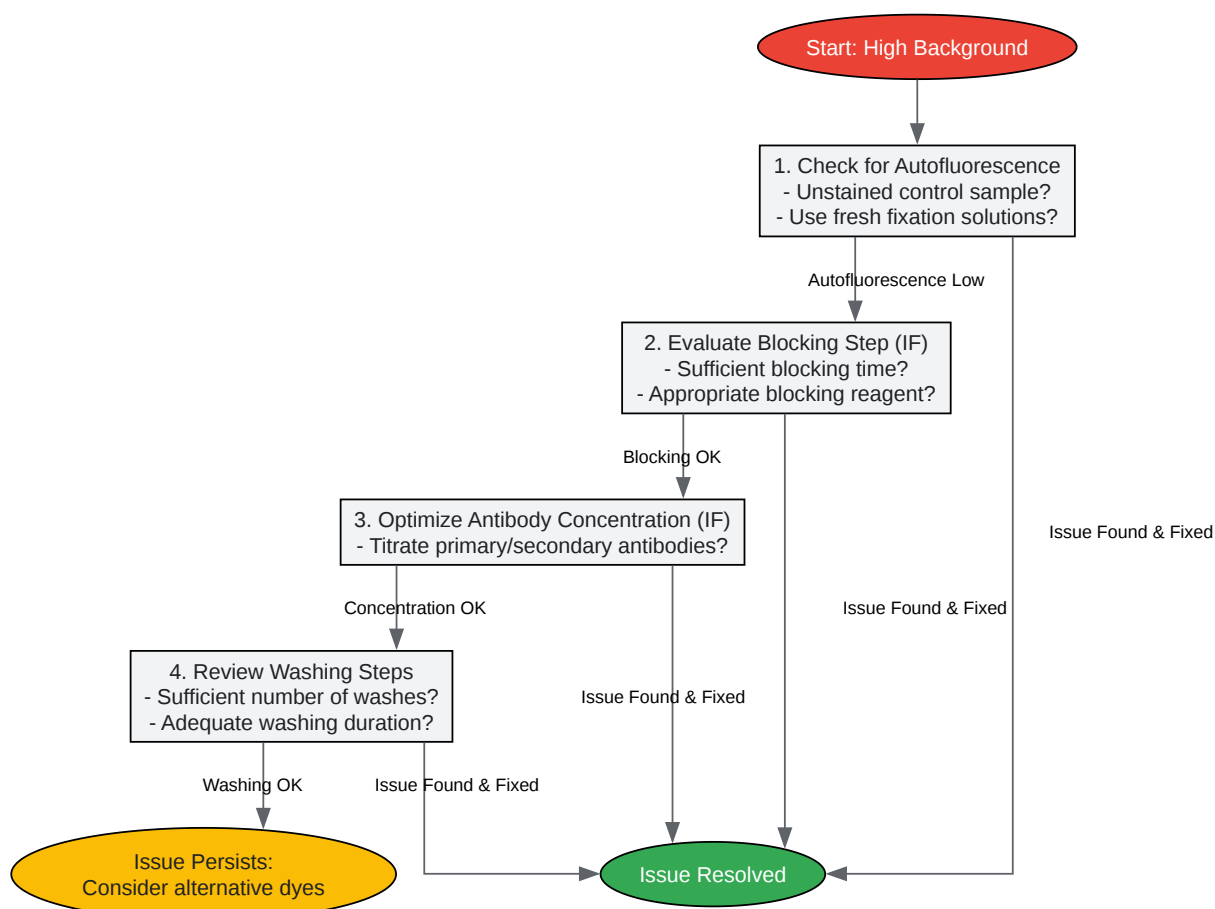 Start: High Background
1. Check for Autofluorescence
- Unstained control sample?
- Use fresh fixation solutions?
Autofluorescence Low
2. Evaluate Blocking Step (IF)
- Sufficient blocking time?
- Appropriate blocking reagent?
Blocking OK
3. Optimize Antibody Concentration (IF)
- Titrate primary/secondary antibodies?
Issue Found & Fixed
Concentration OK
Issue Found & Fixed
4. Review Washing Steps
- Sufficient number of washes?
- Adequate washing duration?
Issue Found & Fixed
Washing OK
Issue Found & Fixed
Issue Persists:
Consider alternative dyes
Issue Resolved